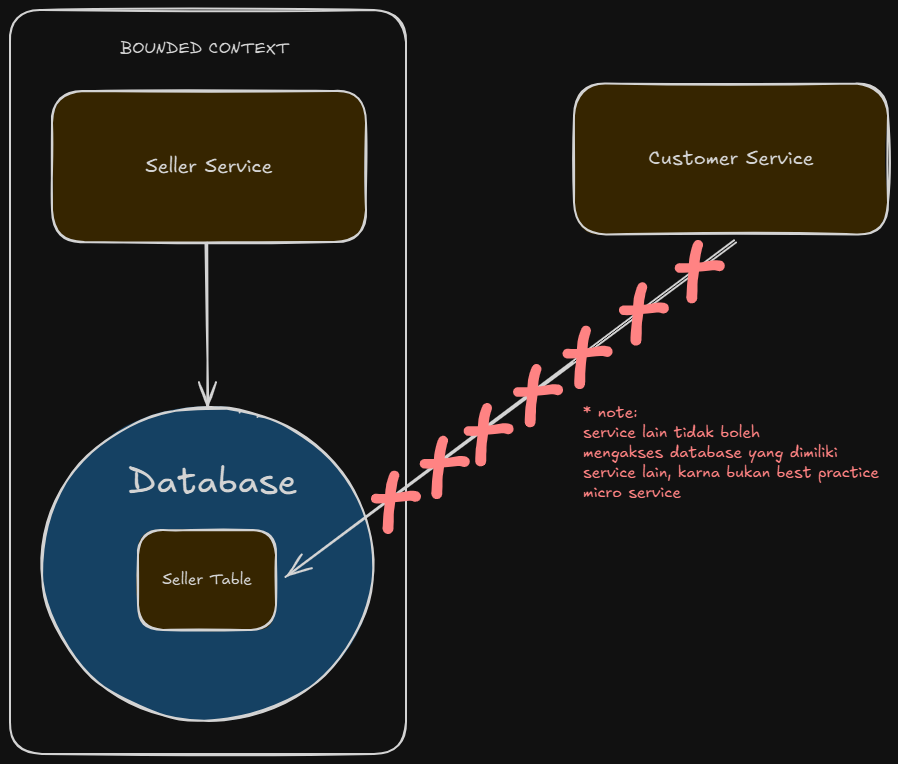 BOUNDED CONTEXT
Seller Service
Customer Service
* note:
service lain tidak boleh
mengakses database yang dimiliki
service lain, karna bukan best practice
micro service
Database
Seller Table